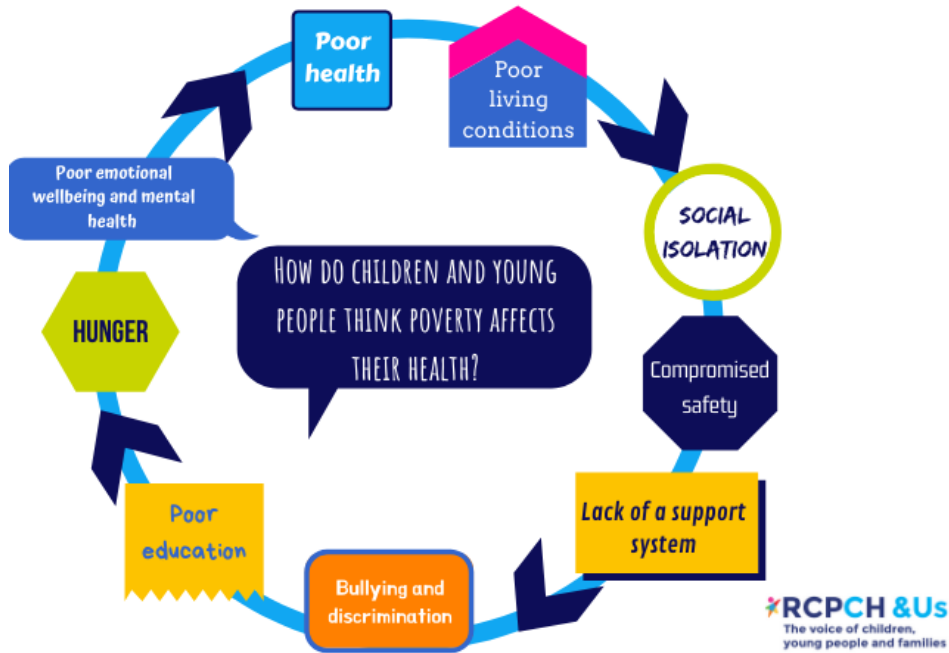 Poor
health
Poor
living
conditions
SOCIAL
ISOLATION
Compromised
safety
Lack of a support
system
Bullying and
discrimination
Poor
education
HUNGER
Poor emotional
wellbeing and mental
health
HOW DO CHILDREN AND YOUNG
PEOPLE THINK POVERTY AFFECTS
THEIR HEALTH?
RCPCH &Us
The voice of children,
young people and families